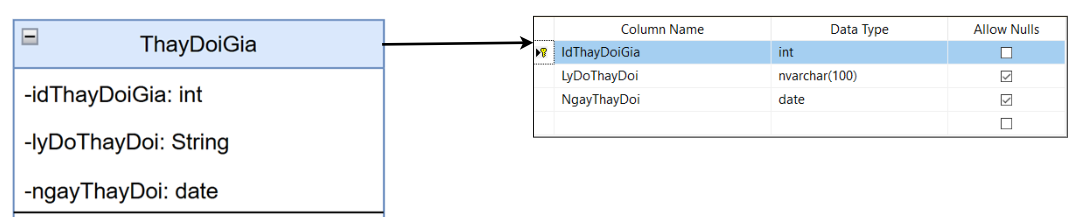 ThayDoiGia
-idThayDoiGia: int
-lyDoThayDoi: String
-ngayThayDoi: date
Column Name Data Type Allow Nulls
IdThayDoiGia int
LyDoThayDoi nvarchar(100)
NgayThayDoi date